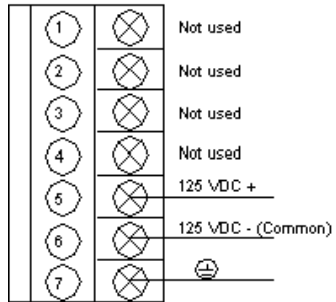 1 Not used
2 Not used
3 Not used
4 Not used
5 125 VDC +
6 125 VDC - (Common)
7